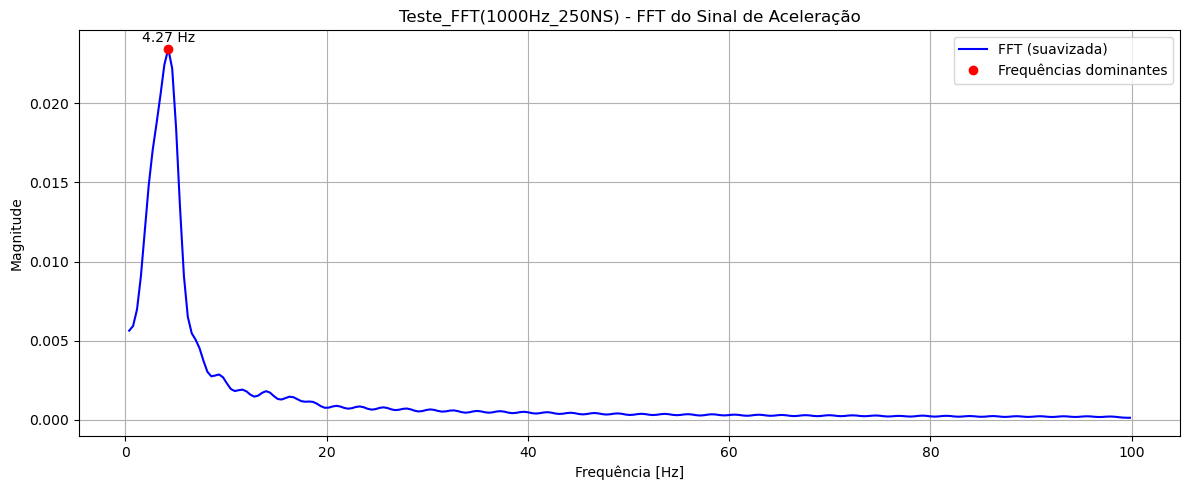 Teste_FFT(1000Hz_250NS) - FFT do Sinal de Aceleração
4.27 Hz
FFT (suavizada)
Frequências dominantes
Magnitude
0.020
0.015
0.010
0.005
0.000
0 20 40 60 80 100
Frequência [Hz]